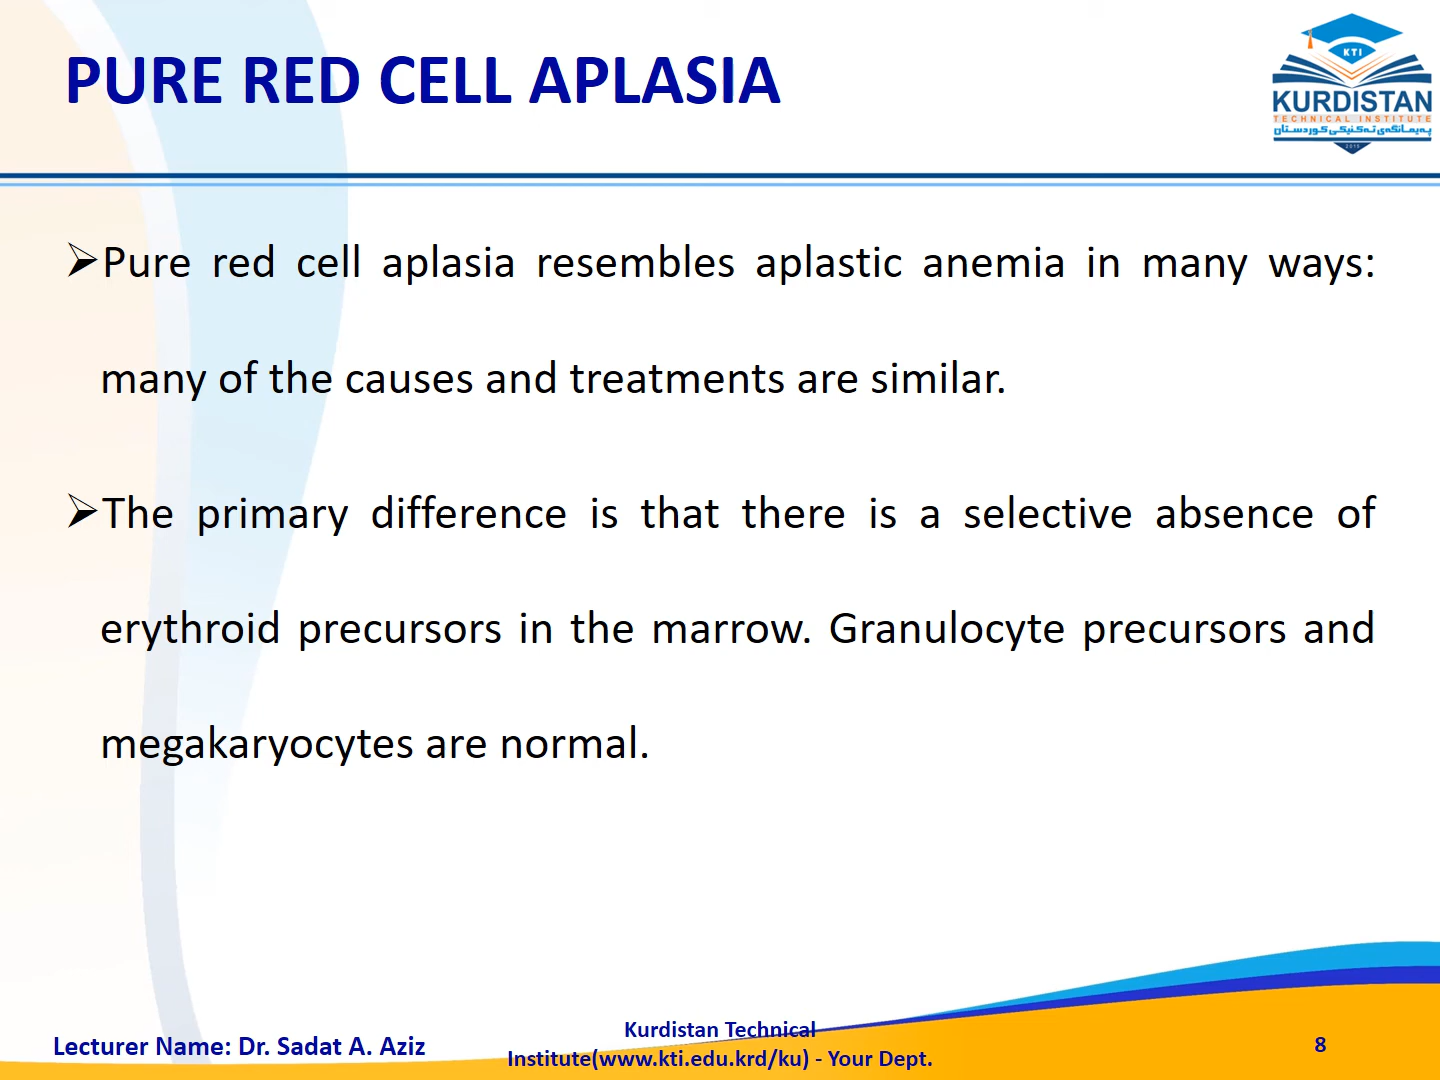 PURE RED CELL APLASIA
KTI
KURDISTAN
TECHNICAL INSTITUTE
پەیمانگەی تەکنیکی کوردستان
➢Pure red cell aplasia resembles aplastic anemia in many ways:
many of the causes and treatments are similar.
➢The primary difference is that there is a selective absence of
erythroid precursors in the marrow. Granulocyte precursors and
megakaryocytes are normal.
Lecturer Name: Dr. Sadat A. Aziz
Kurdistan Technical
Institute(www.kti.edu.krd/ku) - Your Dept.
8